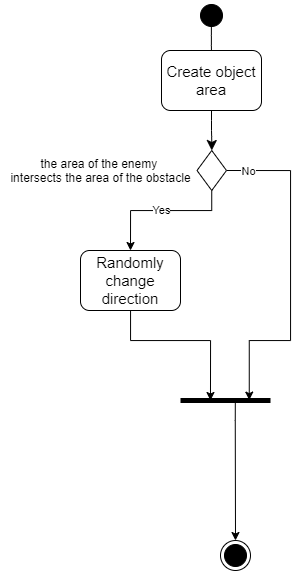 Create object
area
the area of the enemy
intersects the area of the obstacle
No
Yes
Randomly
change
direction